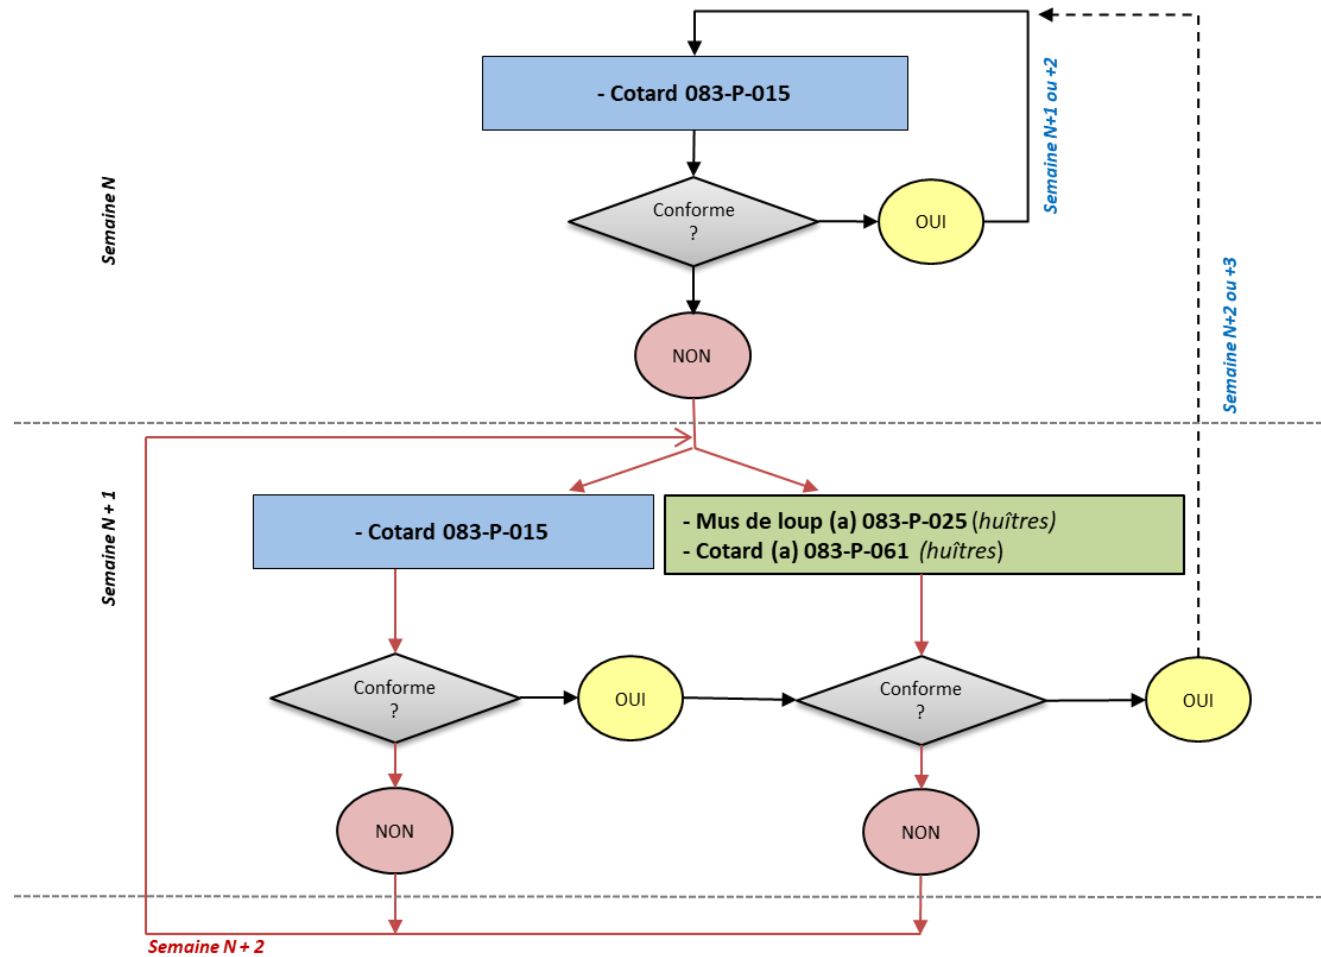 Semaine N+1 ou +2
- Cotard 083-P-015
Semaine N
Conforme
?
OUI
Semaine N+2 ou +3
NON
Semaine N + 1
- Cotard 083-P-015
- Mus de loup (a) 083-P-025 (huîtres)
- Cotard (a) 083-P-061 (huîtres)
Conforme
?
OUI
Conforme
?
OUI
NON
NON
Semaine N + 2